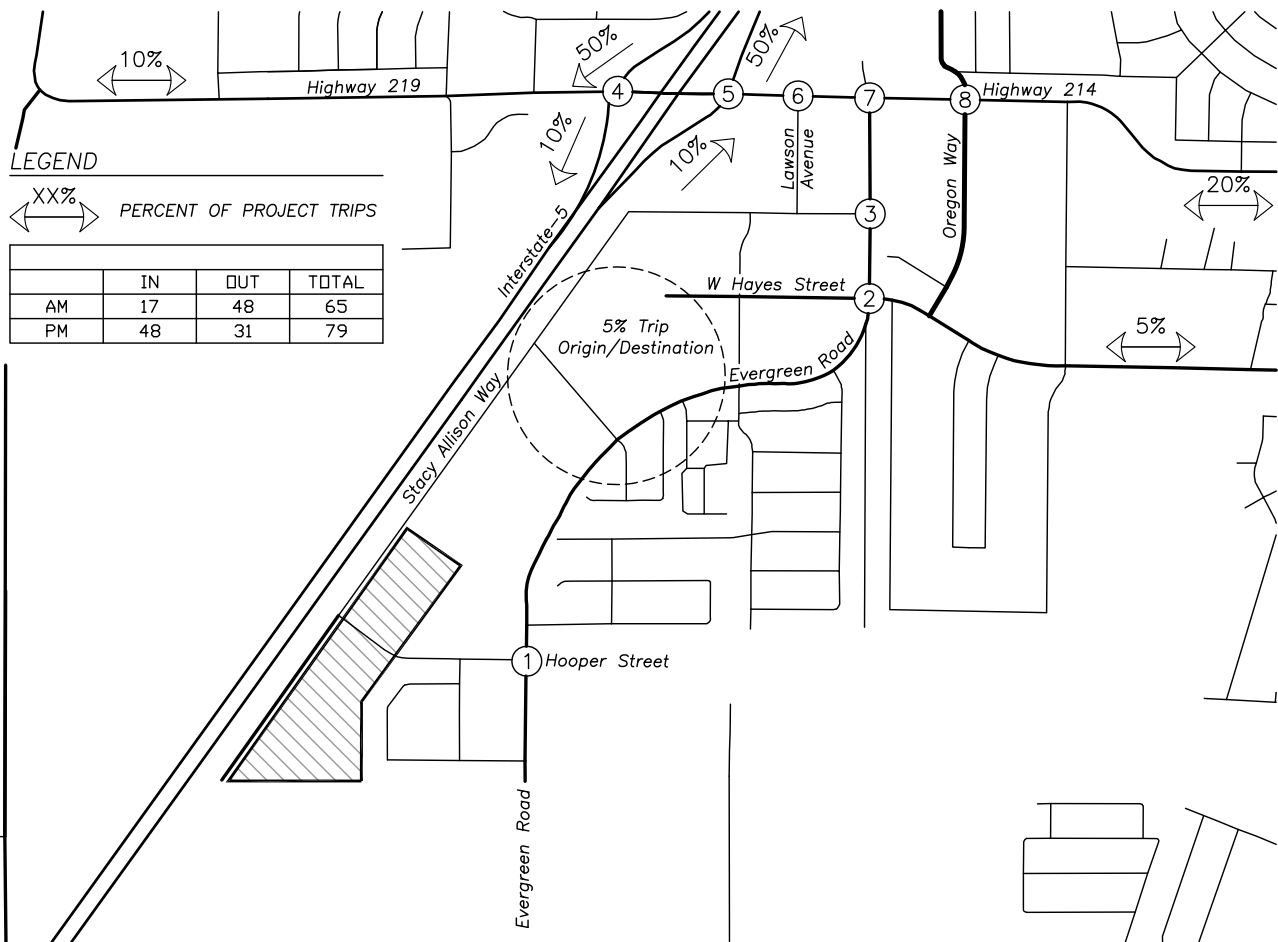 10%
50%
50%
Highway 219
4
5
6
7
8
Highway 214
10%
10%
Lawson
Avenue
Oregon Way
20%
LEGEND
XX%
PERCENT OF PROJECT TRIPS
IN OUT TOTAL
AM 17 48 65
PM 48 31 79
Interstate-5
3
W Hayes Street
2
5% Trip
Origin/Destination
5%
Evergreen Road
Stacy Allison Way
1
Hooper Street
Evergreen Road